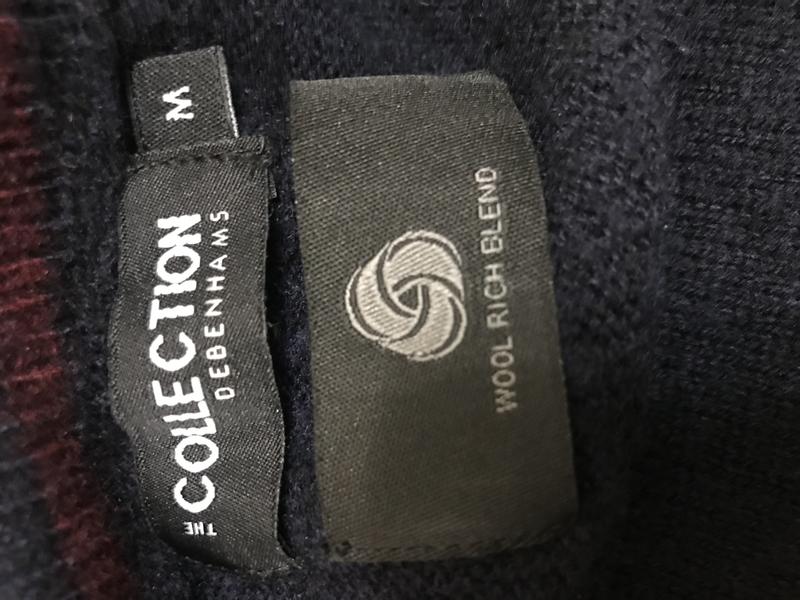 M
THE
COLLECTION
DEBENHAMS
WOOL RICH BLEND